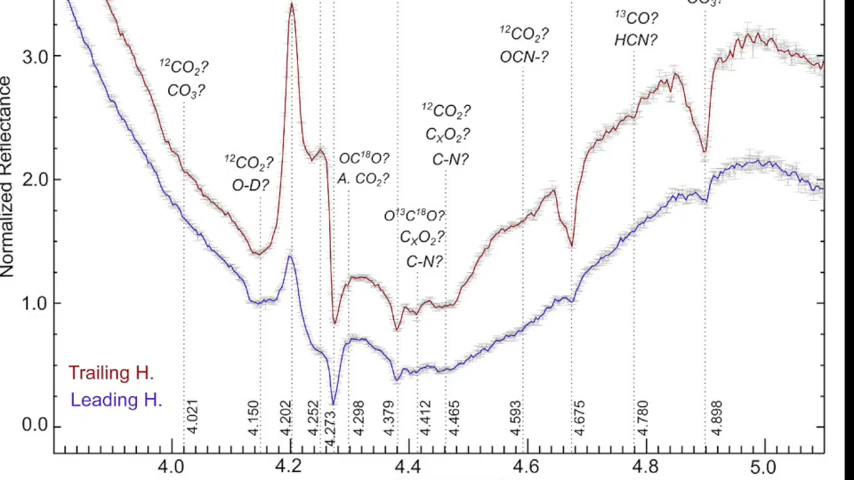 CO₃?
¹³CO?
HCN?
¹²CO₂?
OCN-?
3.0
¹²CO₂?
CO₃?
¹²CO₂?
CₓO₂?
C-N?
¹²CO₂?
O-D?
OC¹⁸O?
A. CO₂?
2.0
O¹³C¹⁸O?
CₓO₂?
C-N?
Normalized Reflectance
1.0
Trailing H.
Leading H.
0.0
4.021
4.150
4.202
4.252
4.273
4.298
4.379
4.412
4.465
4.593
4.675
4.780
4.898
4.0 4.2 4.4 4.6 4.8 5.0